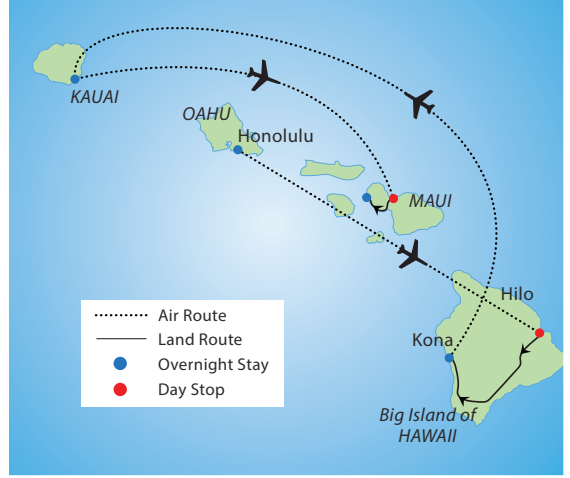 KAUAI
OAHU
Honolulu
MAUI
Hilo
Kona
Big Island of
HAWAII
Air Route
Land Route
Overnight Stay
Day Stop